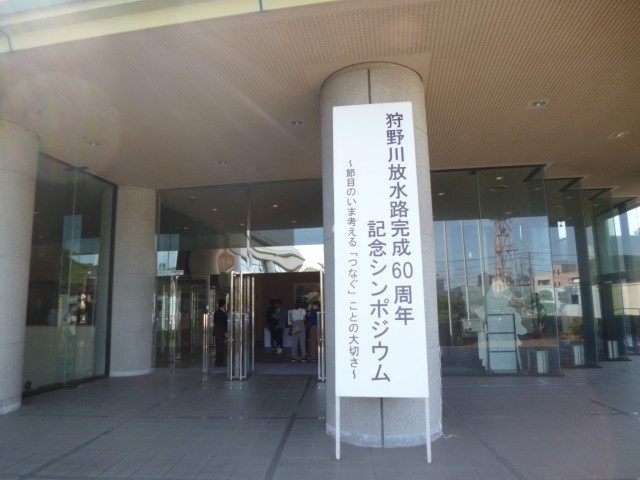 狩野川放水路完成60周年
記念シンポジウム
～節目のいま考える「つなぐ」ことの大切さ～